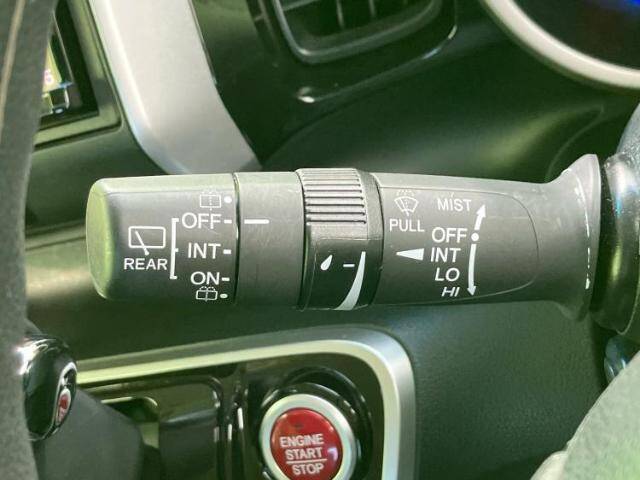 OFF
INT
REAR
ON
MIST
PULL
OFF
INT
LO
HI
ENGINE
START
STOP